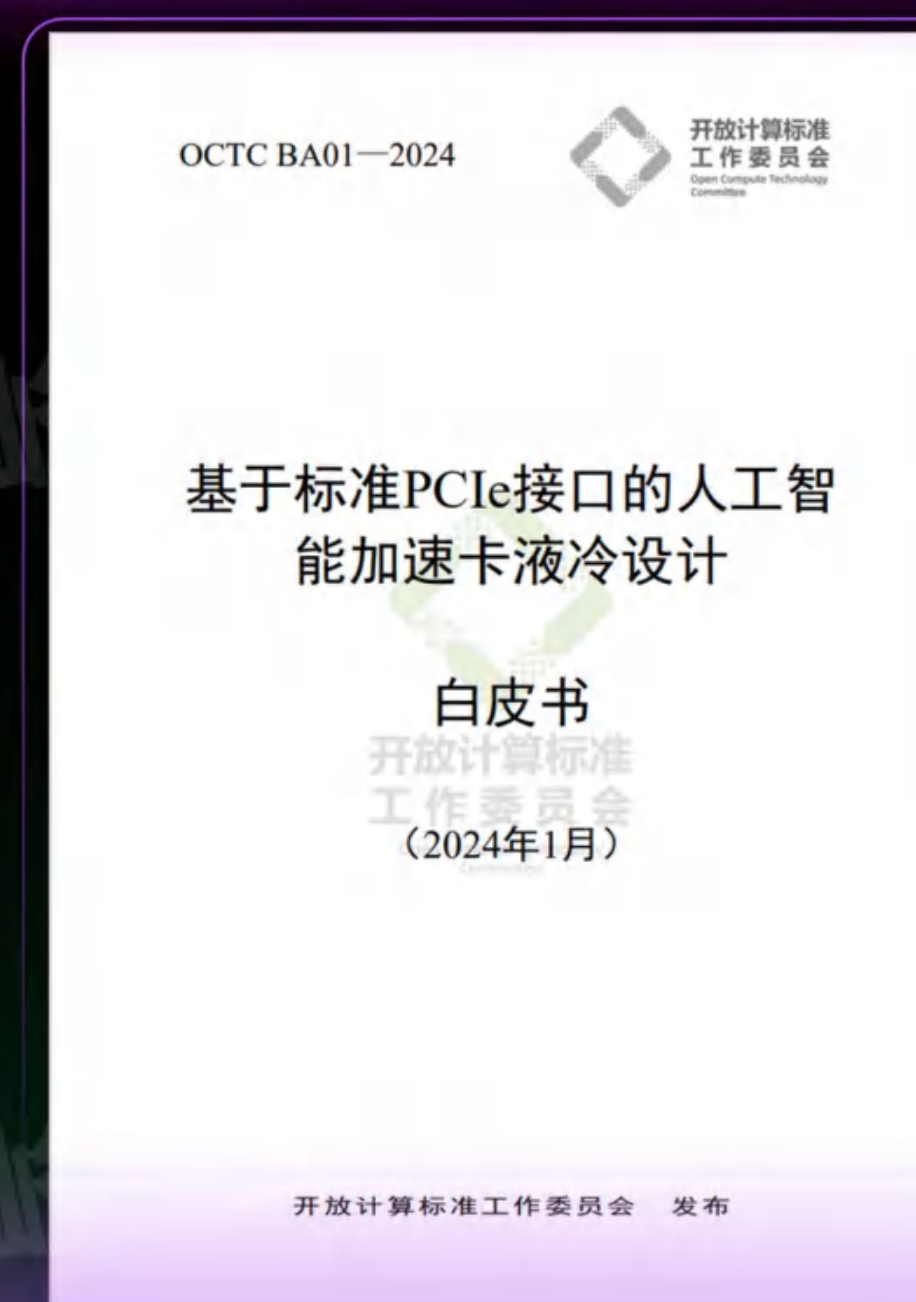 OCTC BA01—2024
开放计算标准
工作委员会
Open Compute Technology
Committee
基于标准PCIe接口的人工智
能加速卡液冷设计
白皮书
开放计算标准
工作委员会
（2024年1月）
开放计算标准工作委员会 发布